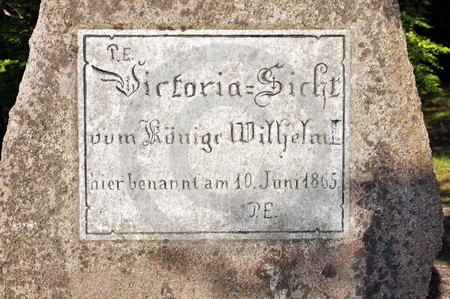 P.E.
Victoria=Sicht
vom Könige Wilhelm I
hier benannt am 10. Juni 1865.
P.E.